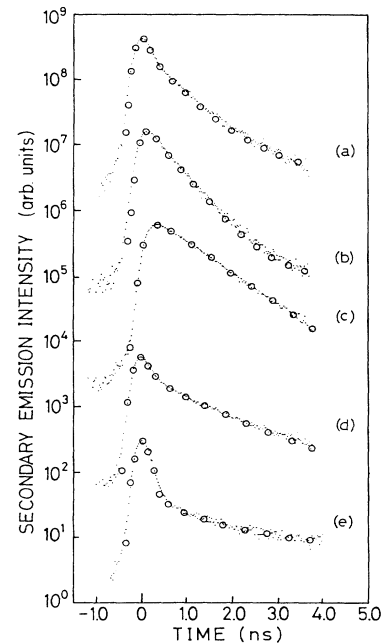 SECONDARY EMISSION INTENSITY (arb. units)
10⁹
10⁸
10⁷
10⁶
10⁵
10⁴
10³
10²
10¹
10⁰
(a)
(b)
(c)
(d)
(e)
-1.0 0 1.0 2.0 3.0 4.0 5.0
TIME (ns)